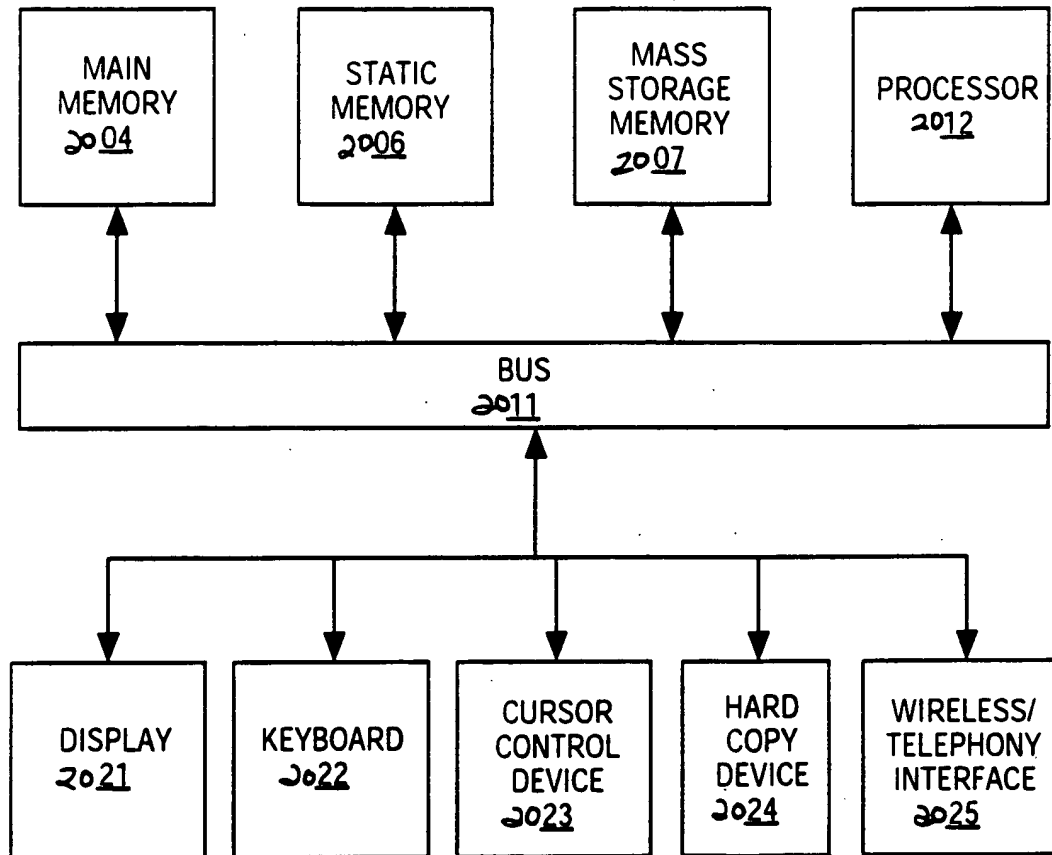 MAIN
MEMORY
2004
STATIC
MEMORY
2006
MASS
STORAGE
MEMORY
2007
PROCESSOR
2012
BUS
2011
DISPLAY
2021
KEYBOARD
2022
CURSOR
CONTROL
DEVICE
2023
HARD
COPY
DEVICE
2024
WIRELESS/
TELEPHONY
INTERFACE
2025